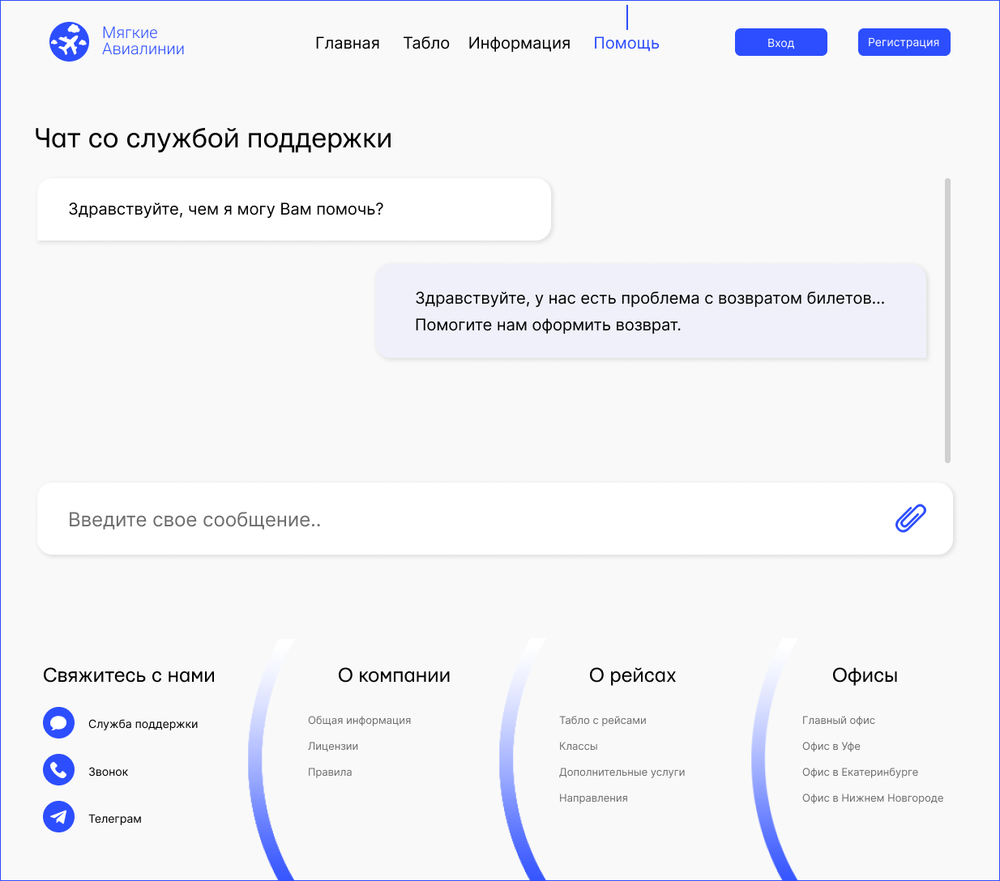 Мягкие
Авиалинии
Главная Табло Информация Помощь
Вход
Регистрация
Чат со службой поддержки
Здравствуйте, чем я могу Вам помочь?
Здравствуйте, у нас есть проблема с возвратом билетов...
Помогите нам оформить возврат.
Введите свое сообщение..
Свяжитесь с нами
Служба поддержки
Звонок
Телеграм
О компании
Общая информация
Лицензии
Правила
О рейсах
Табло с рейсами
Классы
Дополнительные услуги
Направления
Офисы
Главный офис
Офис в Уфе
Офис в Екатеринбурге
Офис в Нижнем Новгороде